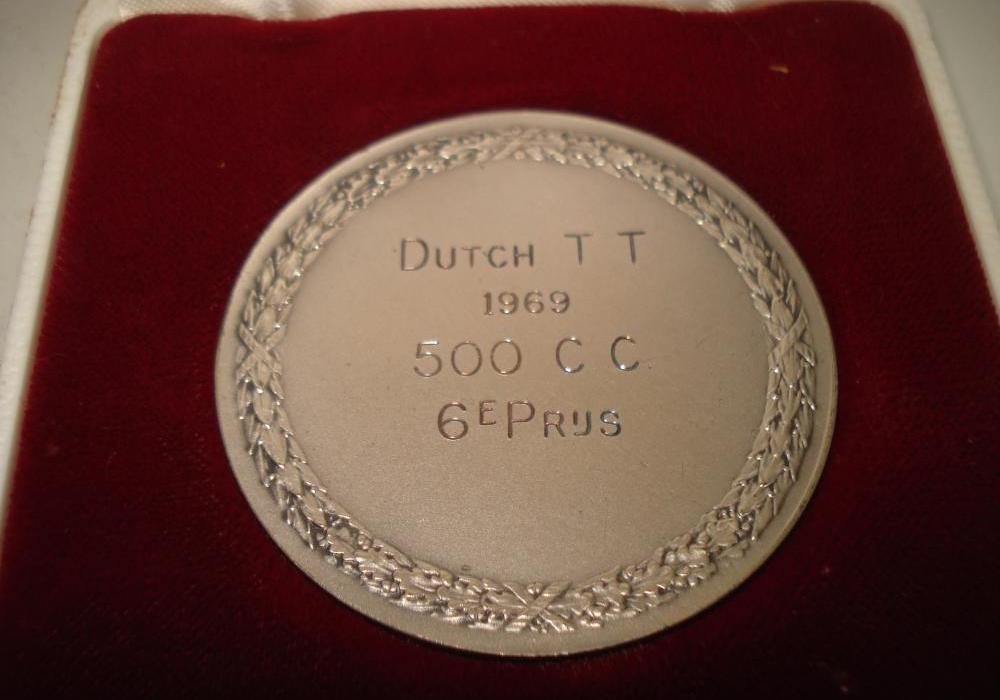 DUTCH T T
1969
500 C C
6E PRIJS